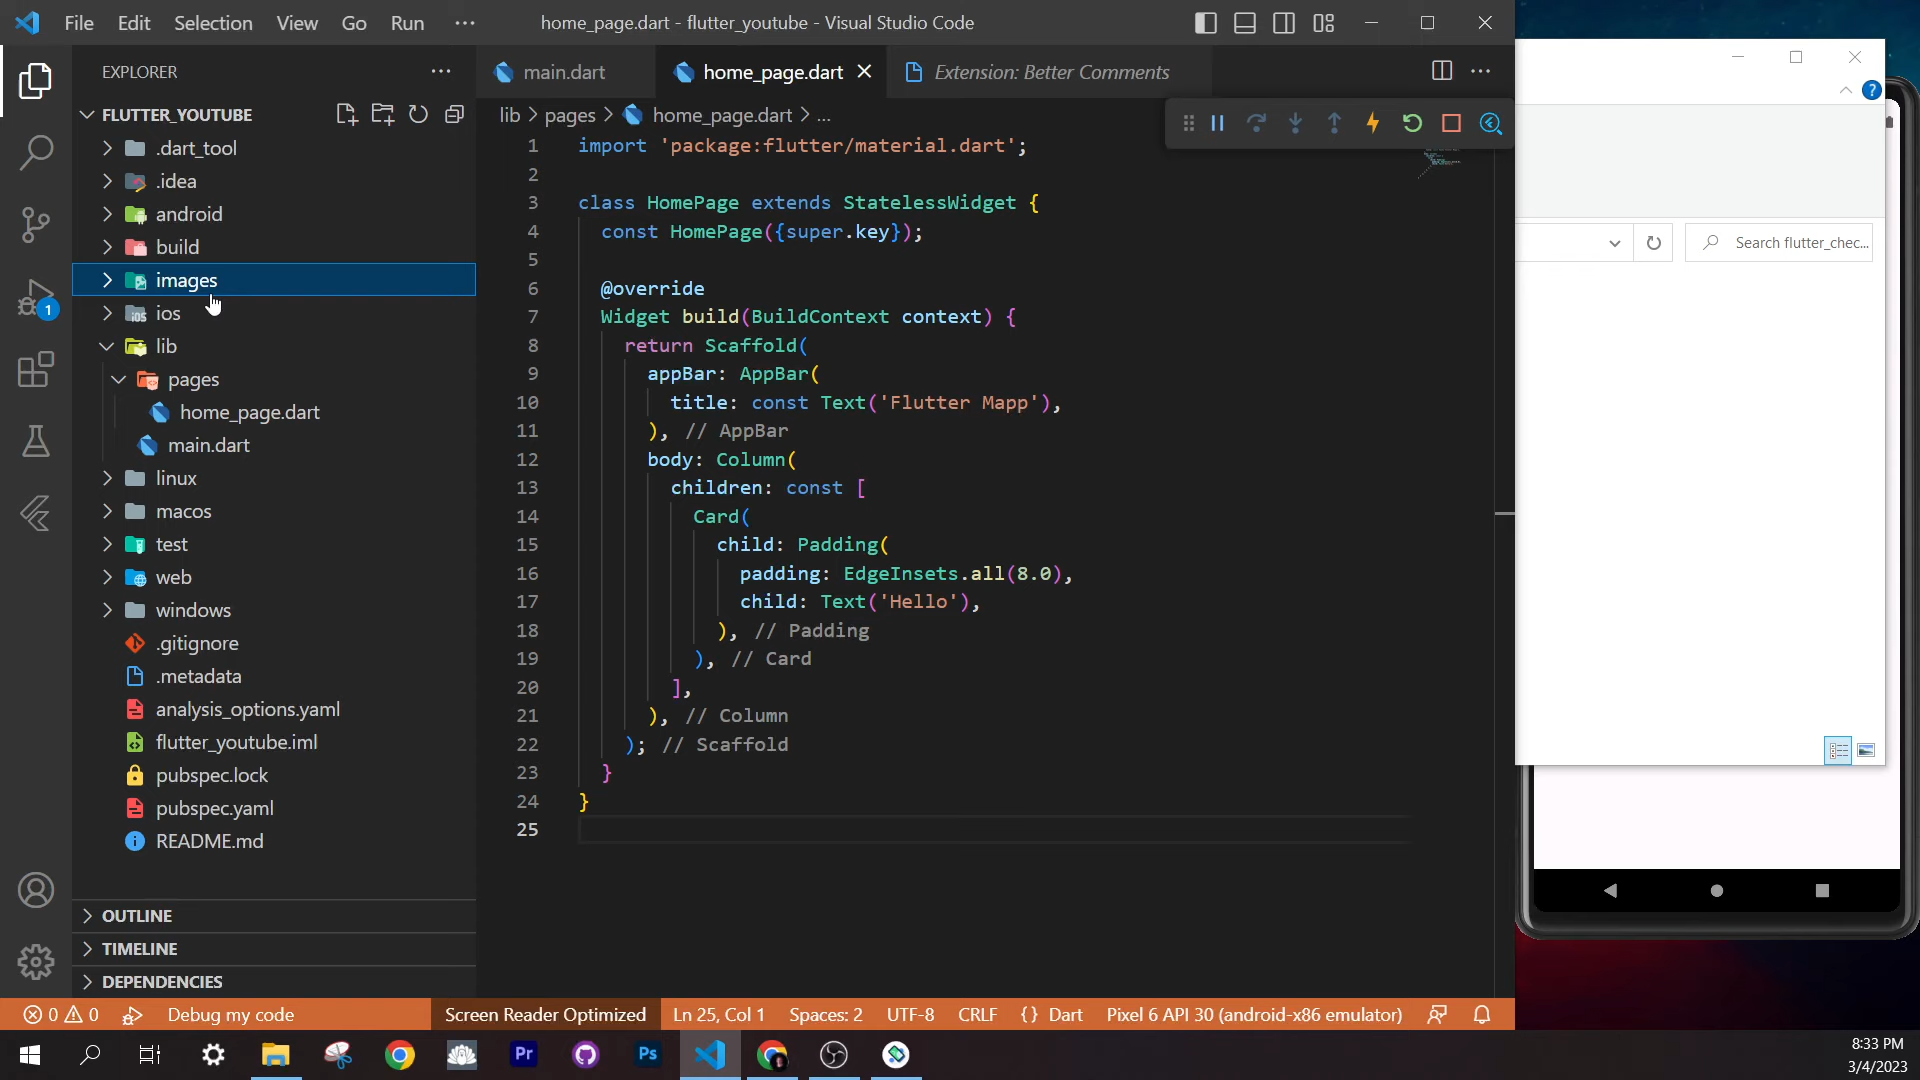 File Edit Selection View Go Run ···
home_page.dart - flutter_youtube - Visual Studio Code
EXPLORER
main.dart
home_page.dart
Extension: Better Comments
FLUTTER_YOUTUBE
lib > pages > home_page.dart > ...
.dart_tool
.idea
android
build
images
ios
lib
pages
home_page.dart
main.dart
linux
macos
test
web
windows
.gitignore
.metadata
analysis_options.yaml
flutter_youtube.iml
pubspec.lock
pubspec.yaml
README.md
OUTLINE
TIMELINE
DEPENDENCIES
1 import 'package:flutter/material.dart';
2
3 class HomePage extends StatelessWidget {
4 const HomePage({super.key});
5
6 @override
7 Widget build(BuildContext context) {
8 return Scaffold(
9 appBar: AppBar(
10 title: const Text('Flutter Mapp'),
11 ), // AppBar
12 body: Column(
13 children: const [
14 Card(
15 child: Padding(
16 padding: EdgeInsets.all(8.0),
17 child: Text('Hello'),
18 ), // Padding
19 ), // Card
20 ],
21 ), // Column
22 ); // Scaffold
23 }
24 }
25
Search flutter_chec...
1
?
0 0 Debug my code Screen Reader Optimized Ln 25, Col 1 Spaces: 2 UTF-8 CRLF {} Dart Pixel 6 API 30 (android-x86 emulator)
Pr
Ps
8:33 PM
3/4/2023